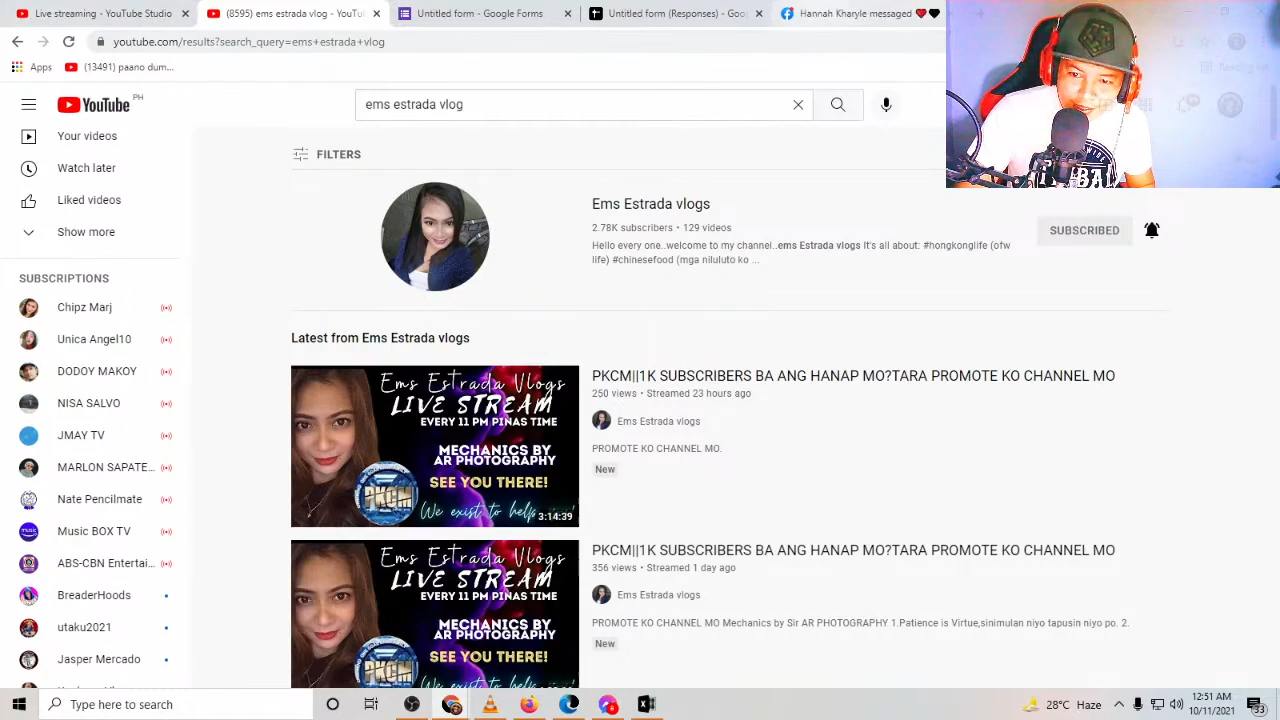 Live streams - YouTube Studio
(8595) ems estrada vlog - YouTu
Untitled form - Google Forms
Untitled form (Responses) - Goo
Hannah Kharyle messaged
youtube.com/results?search_query=ems+estrada+vlog
Apps
(13491) paano dum...
Reading list
YouTube PH
ems estrada vlog
Your videos
Watch later
Liked videos
Show more
SUBSCRIPTIONS
Chipz Marj
Unica Angel10
DODOY MAKOY
NISA SALVO
JMAY TV
MARLON SAPATE...
Nate Pencilmate
Music BOX TV
ABS-CBN Entertai...
BreaderHoods
utaku2021
Jasper Mercado
FILTERS
Ems Estrada vlogs
2.78K subscribers • 129 videos
Hello every one..welcome to my channel..ems Estrada vlogs It's all about: #hongkonglife (ofw
life) #chinesefood (mga niluluto ko ...
SUBSCRIBED
Latest from Ems Estrada vlogs
Ems Estrada Vlogs
LIVE STREAM
EVERY 11 PM PINAS TIME
MECHANICS BY
AR PHOTOGRAPHY
SEE YOU THERE!
PKCM
We exist to help
3:14:39
PKCM||1K SUBSCRIBERS BA ANG HANAP MO?TARA PROMOTE KO CHANNEL MO
250 views • Streamed 23 hours ago
Ems Estrada vlogs
PROMOTE KO CHANNEL MO.
New
Ems Estrada Vlogs
LIVE STREAM
EVERY 11 PM PINAS TIME
MECHANICS BY
AR PHOTOGRAPHY
SEE YOU THERE!
PKCM
PKCM||1K SUBSCRIBERS BA ANG HANAP MO?TARA PROMOTE KO CHANNEL MO
356 views • Streamed 1 day ago
Ems Estrada vlogs
PROMOTE KO CHANNEL MO Mechanics by Sir AR PHOTOGRAPHY 1.Patience is Virtue,sinimulan niyo tapusin niyo po. 2.
New
Type here to search
28°C Haze
12:51 AM
10/11/2021
33